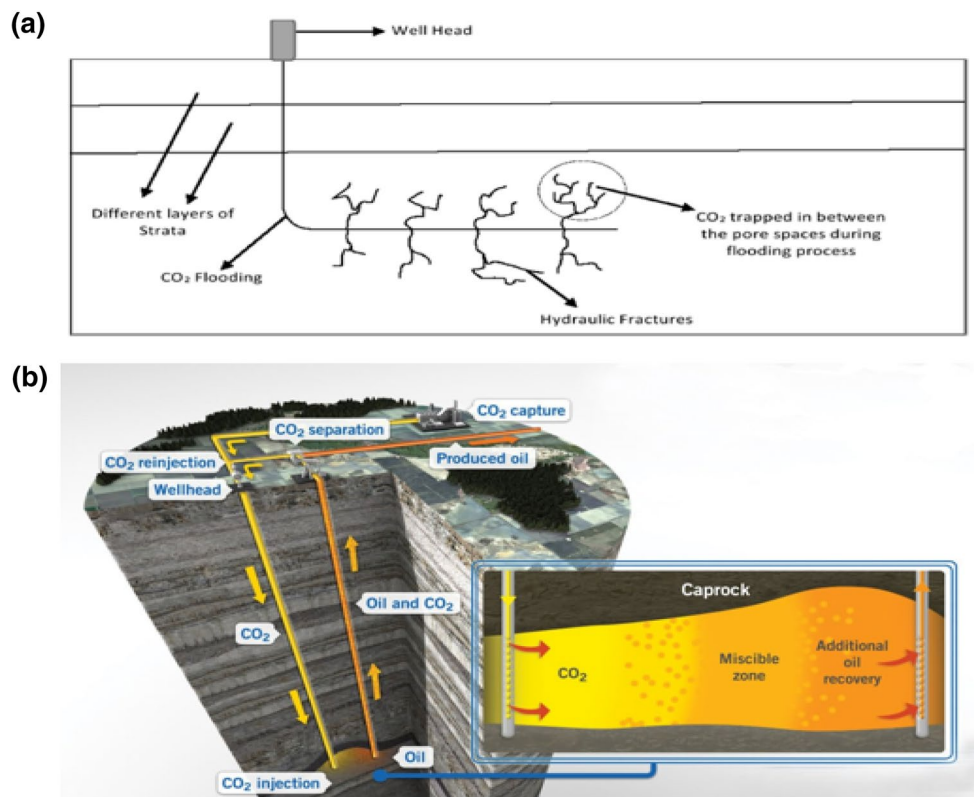 (a)
Well Head
Different layers of
Strata
CO₂ Flooding
CO₂ trapped in between
the pore spaces during
flooding process
Hydraulic Fractures
(b)
CO₂ capture
CO₂ separation
CO₂ reinjection
Produced oil
Wellhead
Oil and CO₂
CO₂
Oil
CO₂ injection
Caprock
CO₂
Miscible
zone
Additional
oil
recovery